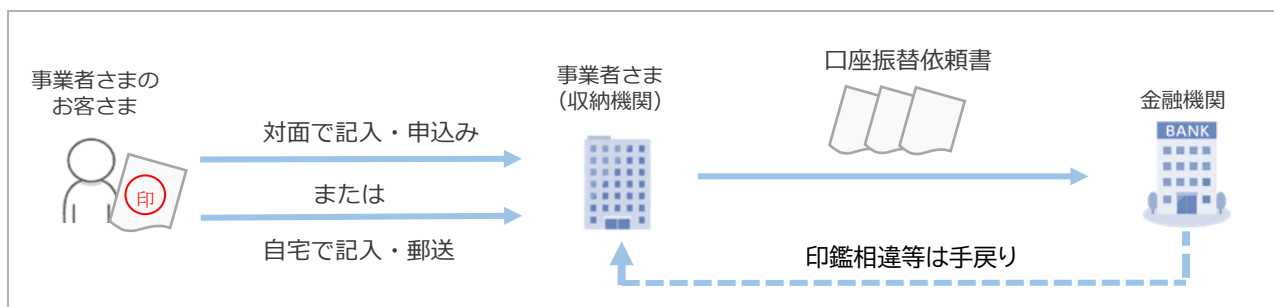 事業者さまの
お客さま
印
対面で記入・申込み
または
自宅で記入・郵送
事業者さま
（収納機関）
口座振替依頼書
金融機関
BANK
印鑑相違等は手戻り